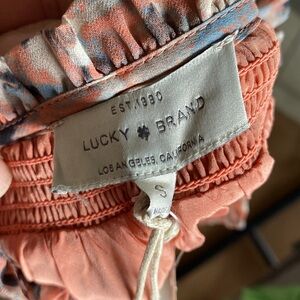 EST. 1990
LUCKY BRAND
LOS ANGELES, CALIFORNIA
S